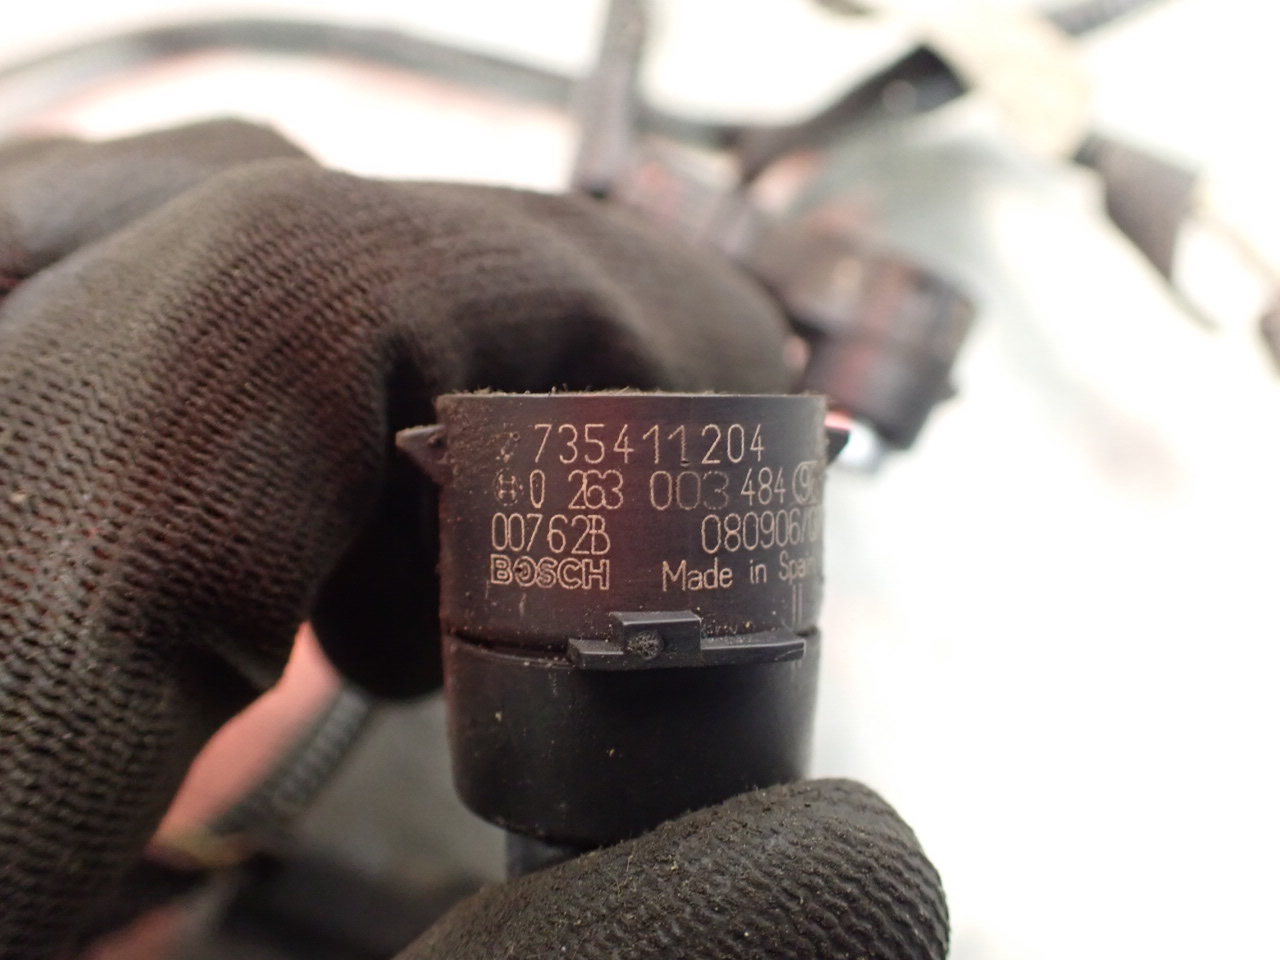 735411204
0 263 003 484
00762B 080906/
BOSCH Made in Spain